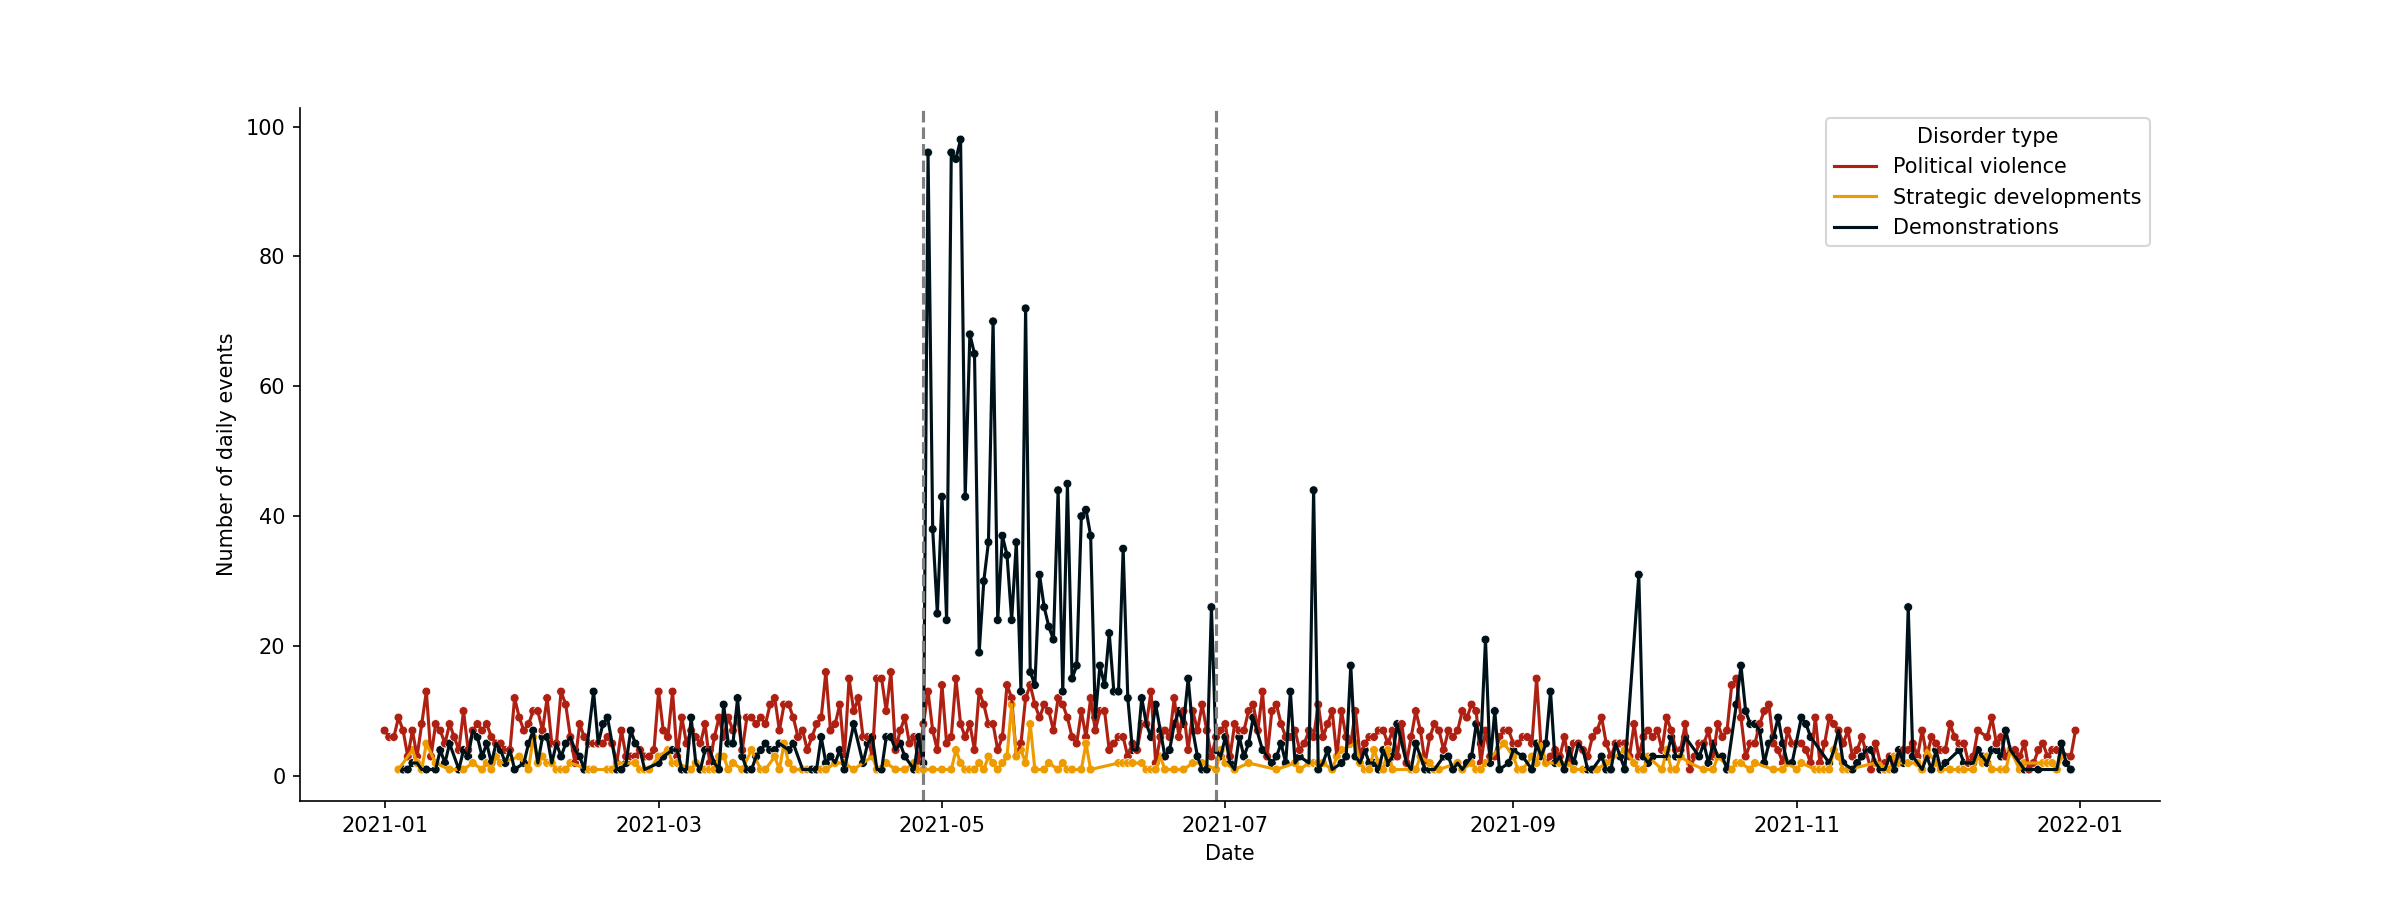 100
80
60
40
20
0
Number of daily events
2021-01
2021-03
2021-05
2021-07
2021-09
2021-11
2022-01
Date
Disorder type
Political violence
Strategic developments
Demonstrations